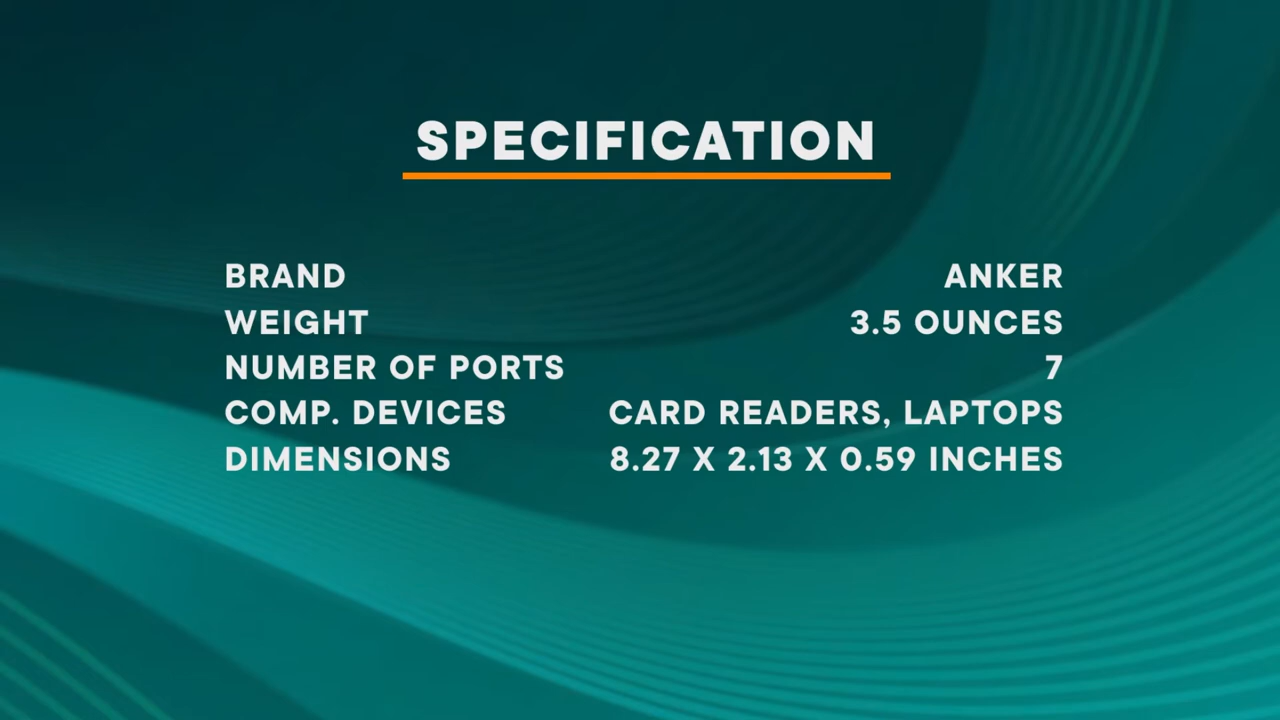 SPECIFICATION
BRAND ANKER
WEIGHT 3.5 OUNCES
NUMBER OF PORTS 7
COMP. DEVICES CARD READERS, LAPTOPS
DIMENSIONS 8.27 X 2.13 X 0.59 INCHES